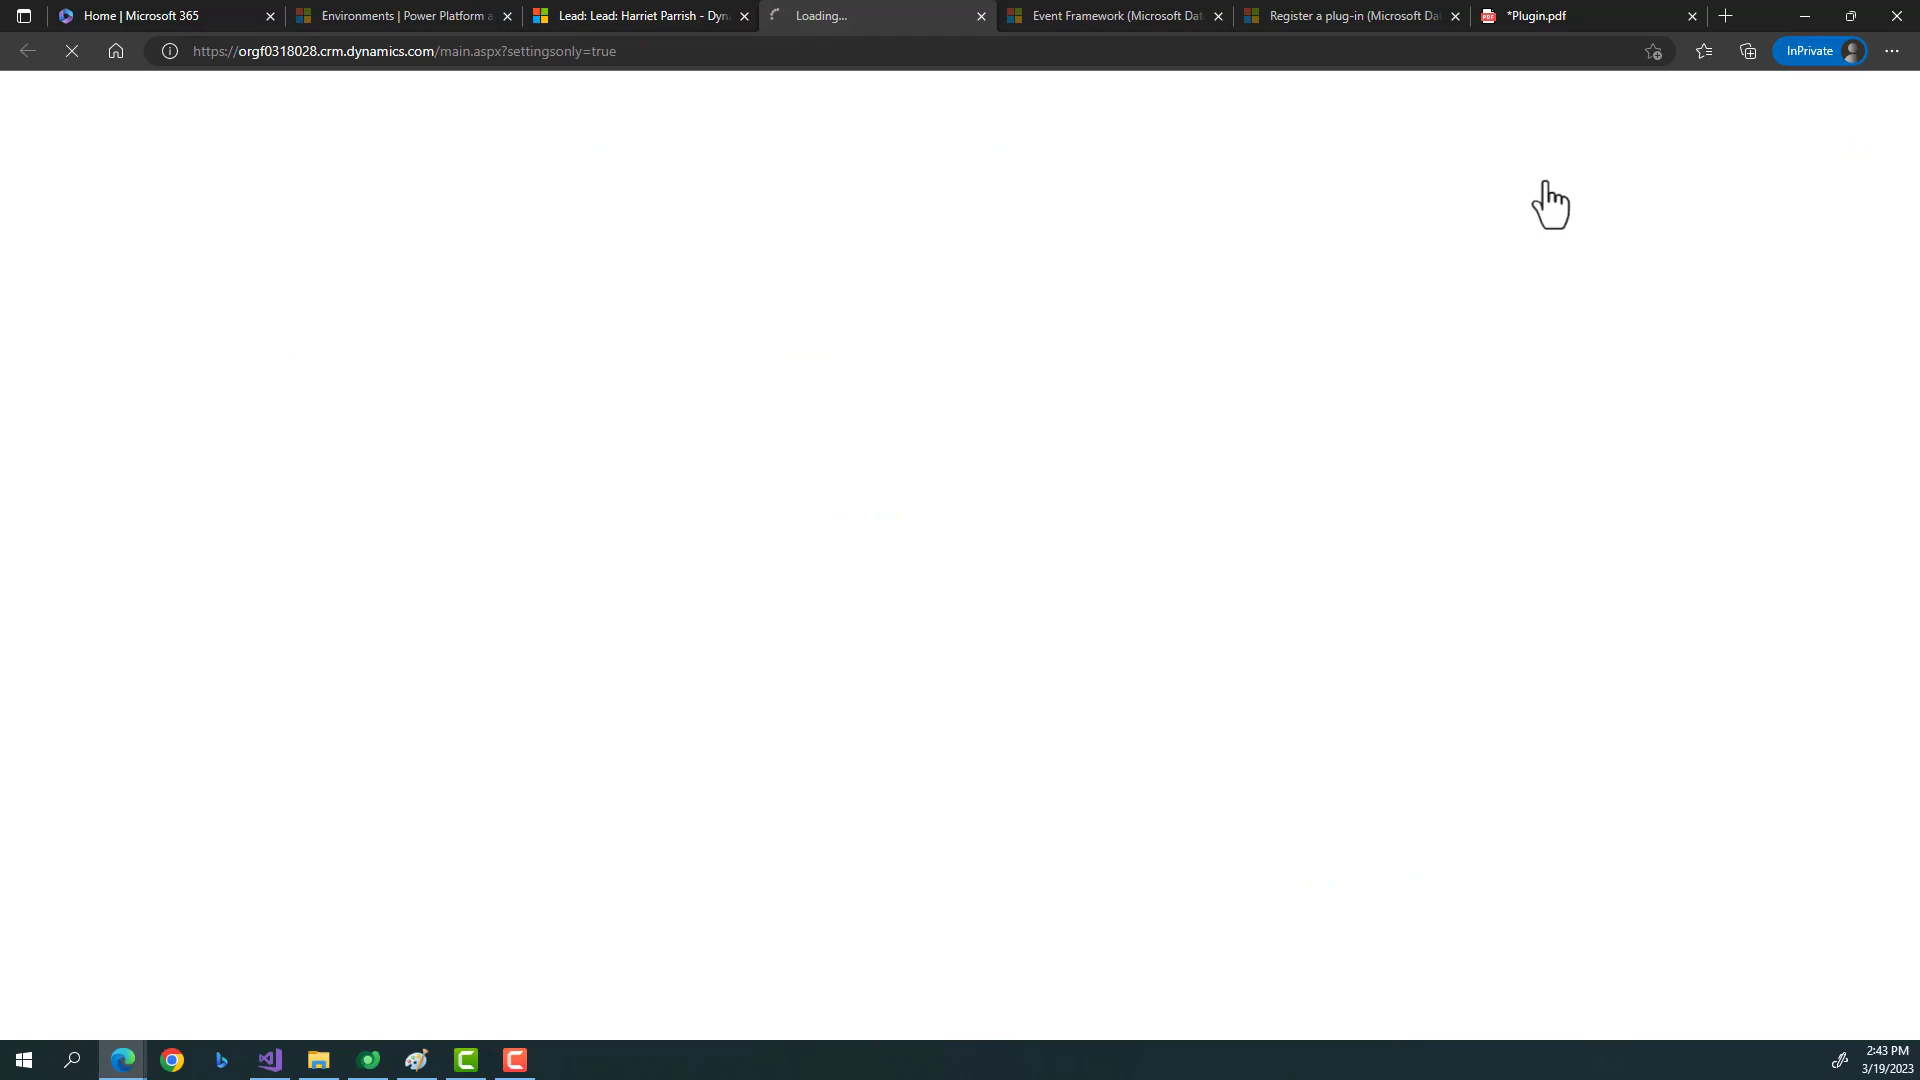 Home | Microsoft 365
Environments | Power Platform a
Lead: Lead: Harriet Parrish - Dyn
Loading...
Event Framework (Microsoft Dat
Register a plug-in (Microsoft Dat
*Plugin.pdf
https://orgf0318028.crm.dynamics.com/main.aspx?settingsonly=true
InPrivate
2:43 PM
3/19/2023